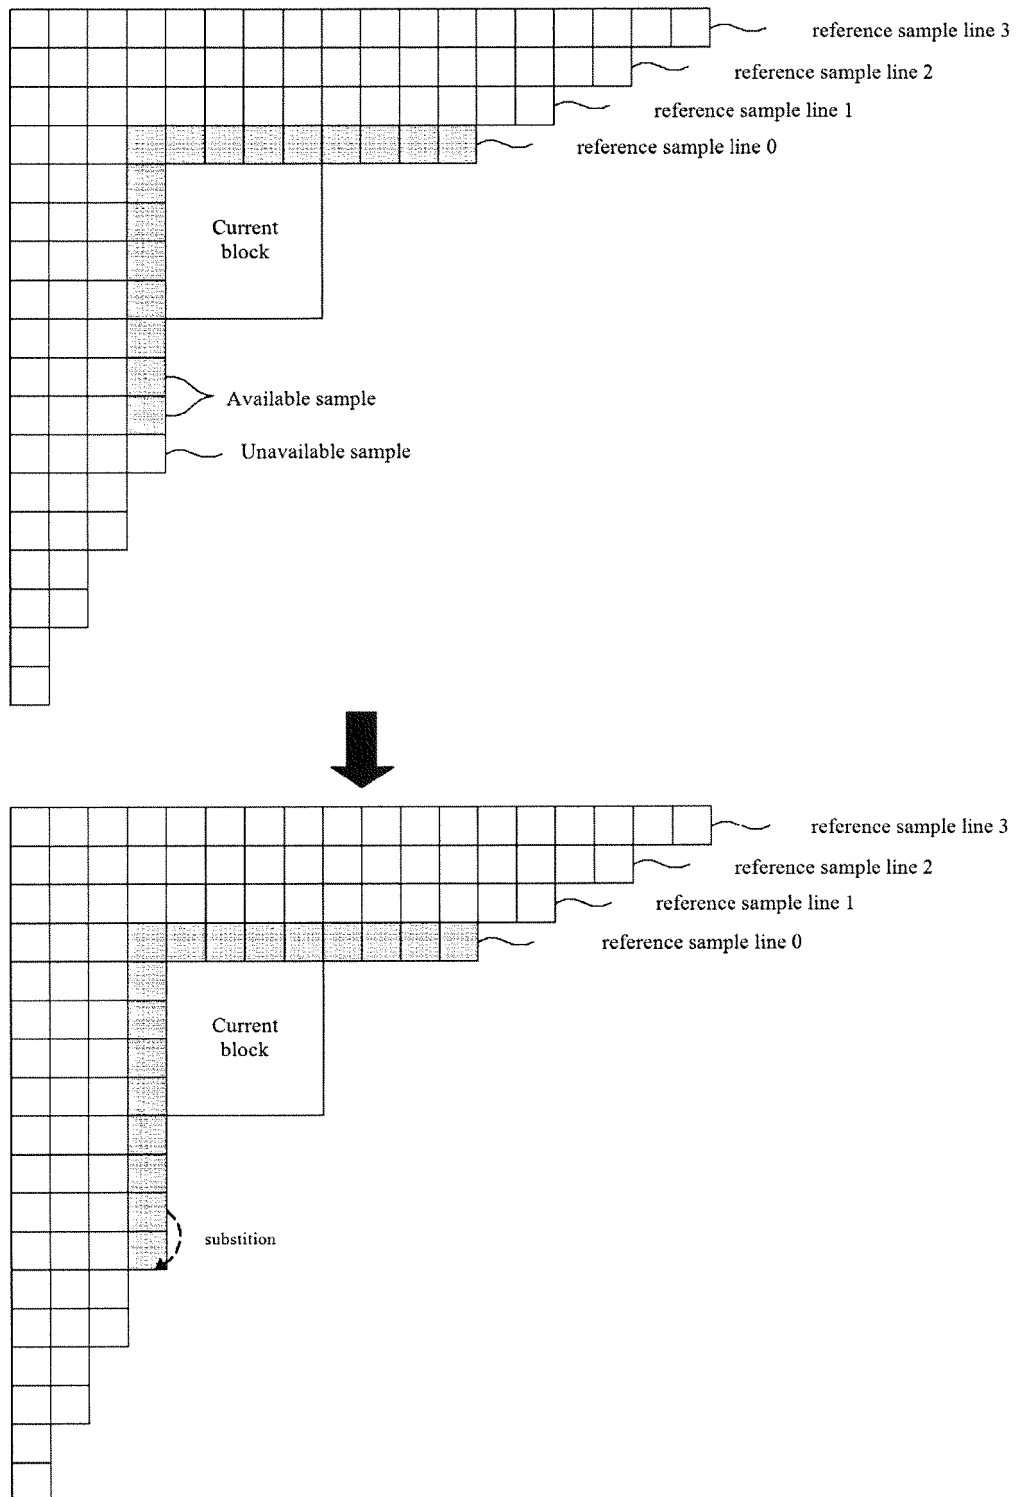 reference sample line 3
reference sample line 2
reference sample line 1
reference sample line 0
Current
block
Available sample
Unavailable sample
reference sample line 3
reference sample line 2
reference sample line 1
reference sample line 0
Current
block
substition